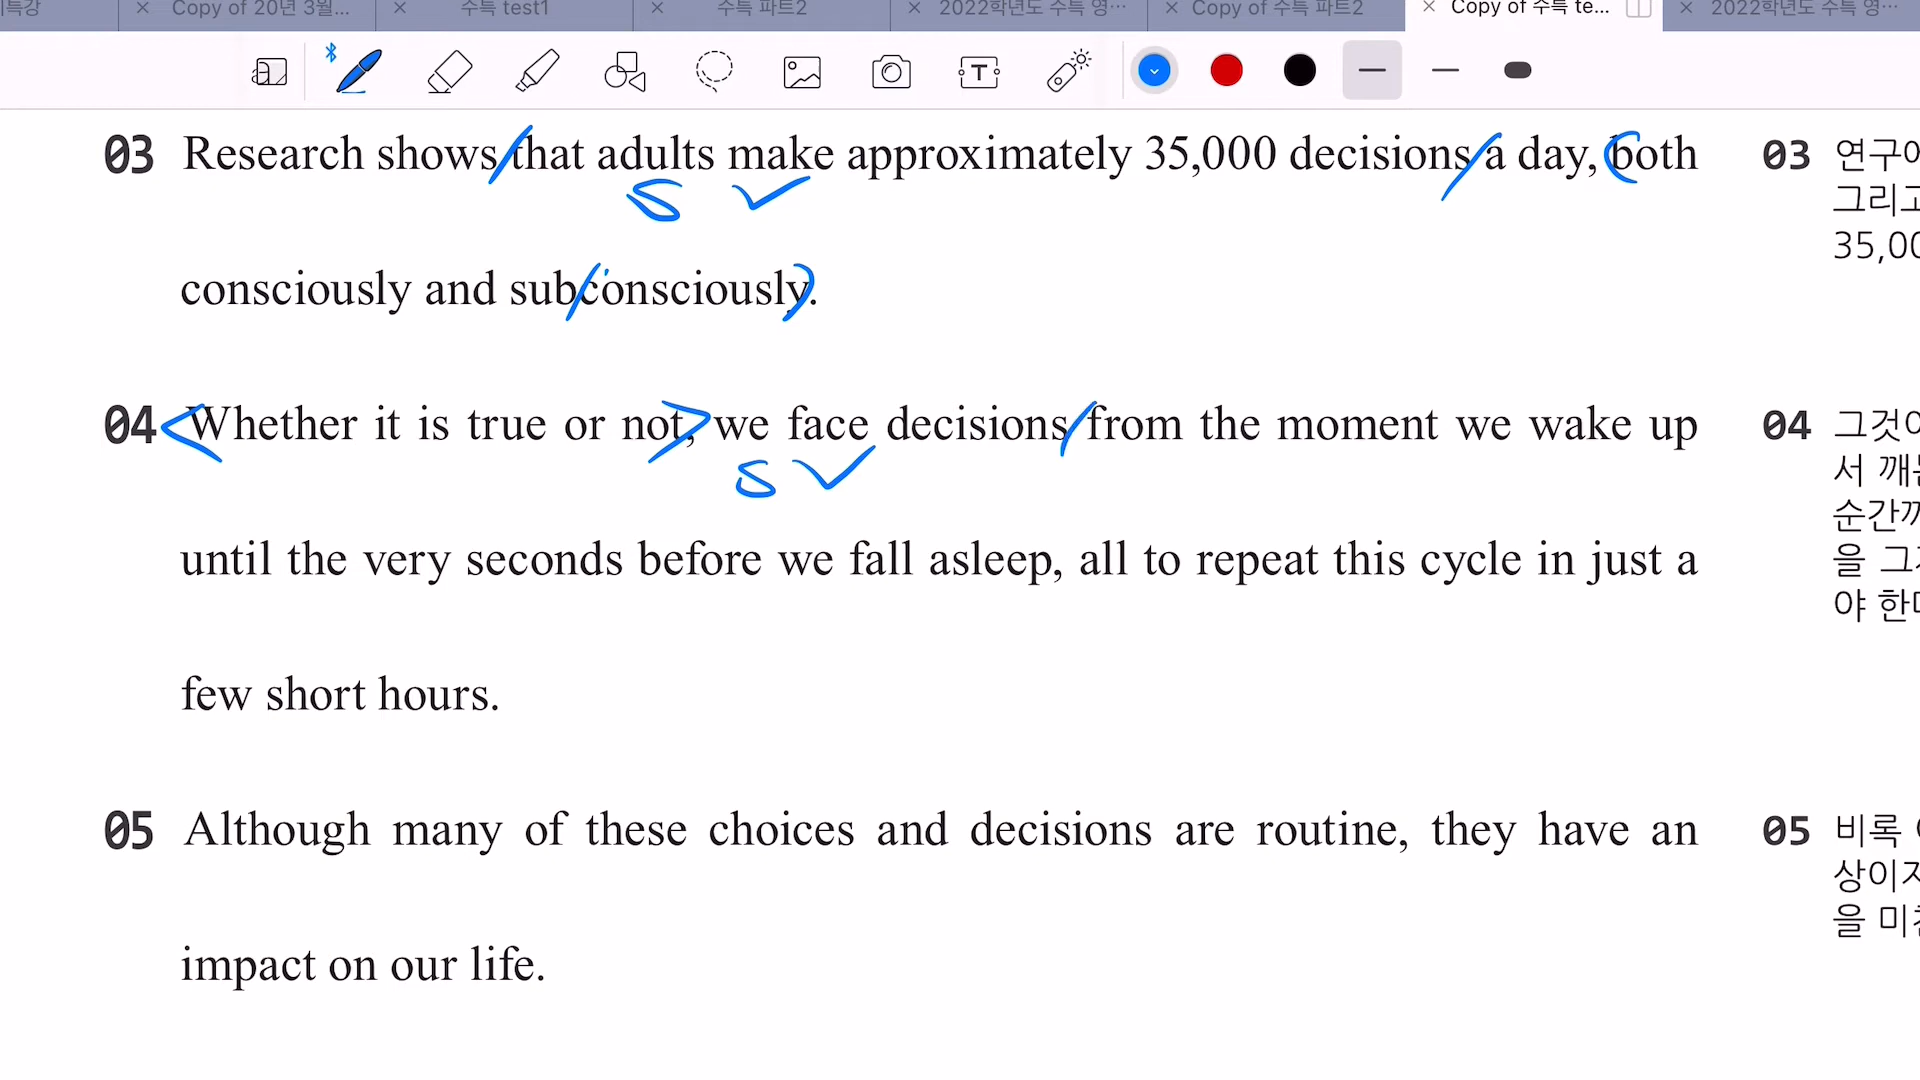 Copy of 20년 3월...
수특 test1
수특 파트2
2022학년도 수특 영...
Copy of 수특 파트2
Copy of 수특 te...
2022학년도 수특 영...
03 Research shows that adults make approximately 35,000 decisions a day, both
S V
consciously and subconsciously.
04 Whether it is true or not, we face decisions from the moment we wake up
S V
until the very seconds before we fall asleep, all to repeat this cycle in just a
few short hours.
05 Although many of these choices and decisions are routine, they have an
impact on our life.
03 연구에
그리고
35,00
04 그것이
서 깨
순간까
을 그
야 한
05 비록
상이지
을 미